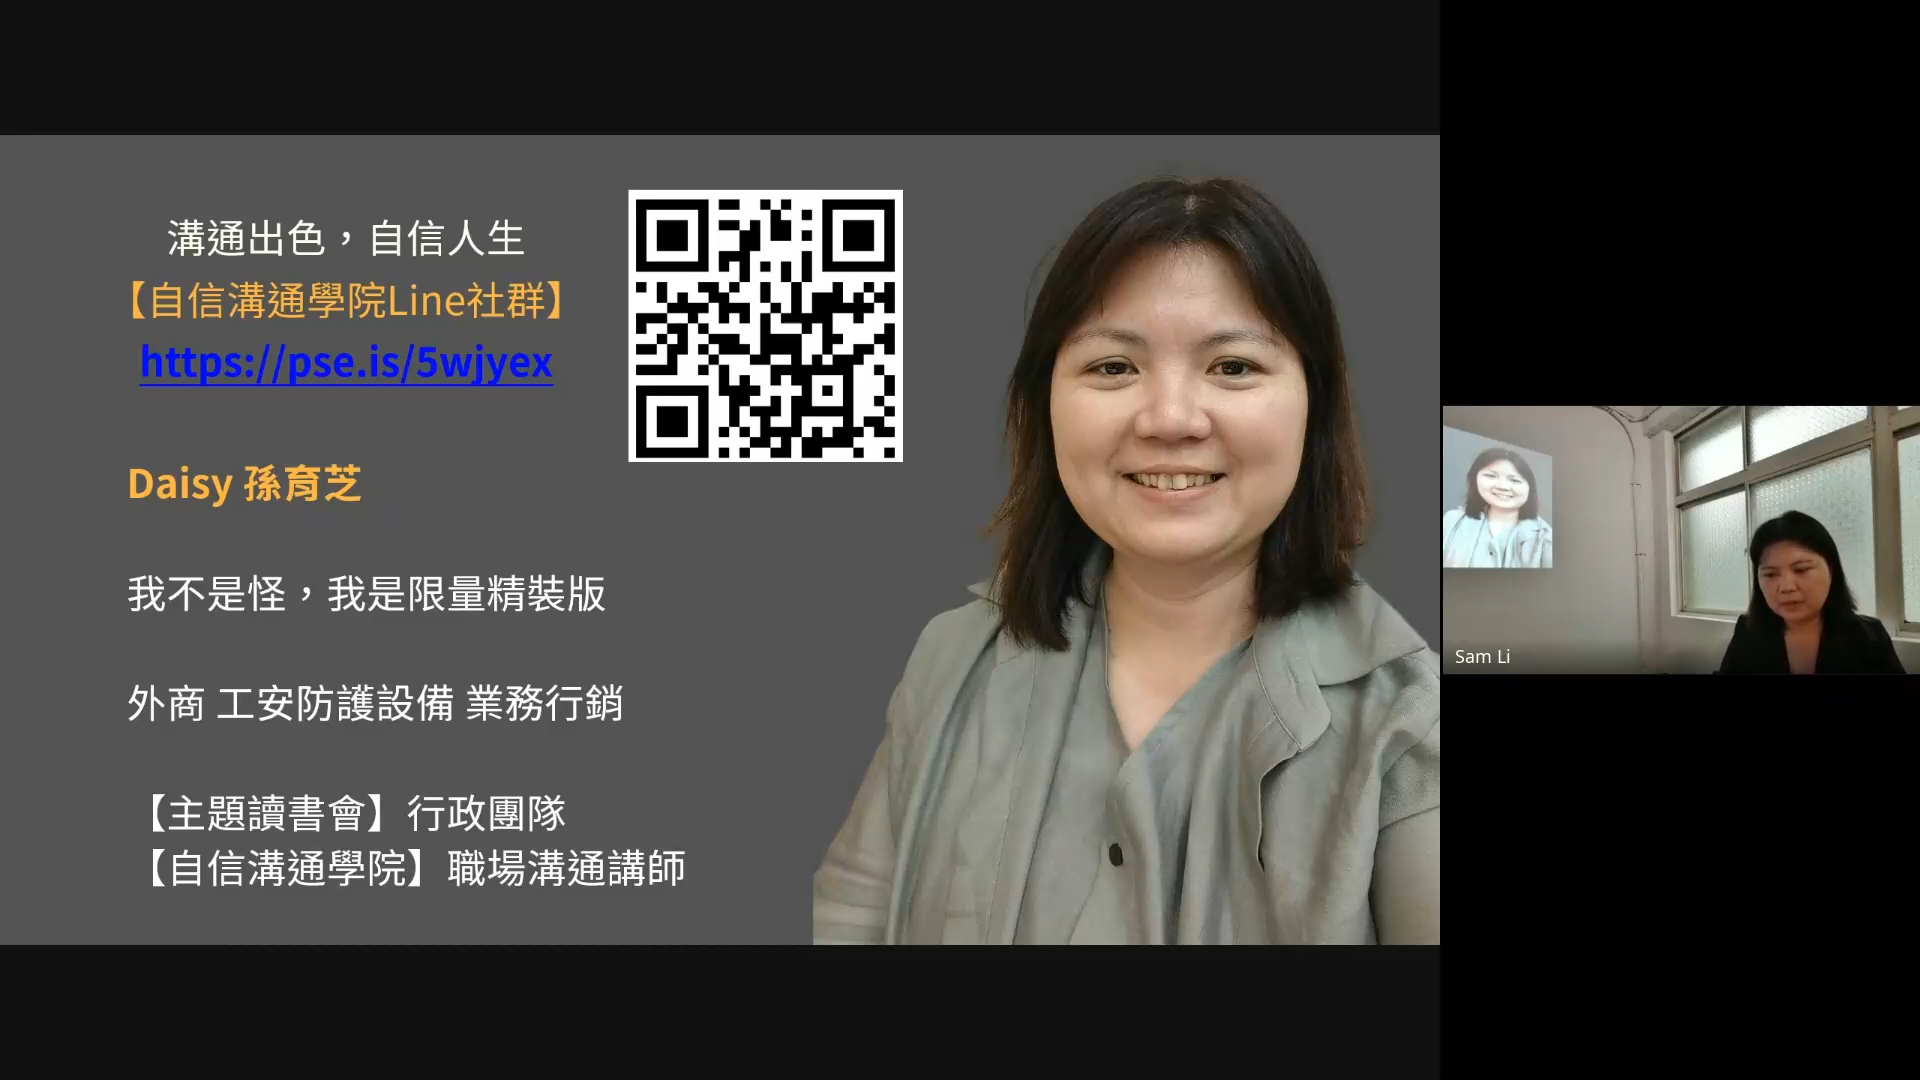 溝通出色，自信人生
【自信溝通學院Line社群】
https://pse.is/5wjyex
Daisy 孫育芝
我不是怪，我是限量精裝版
外商 工安防護設備 業務行銷
【主題讀書會】行政團隊
【自信溝通學院】職場溝通講師
Sam Li